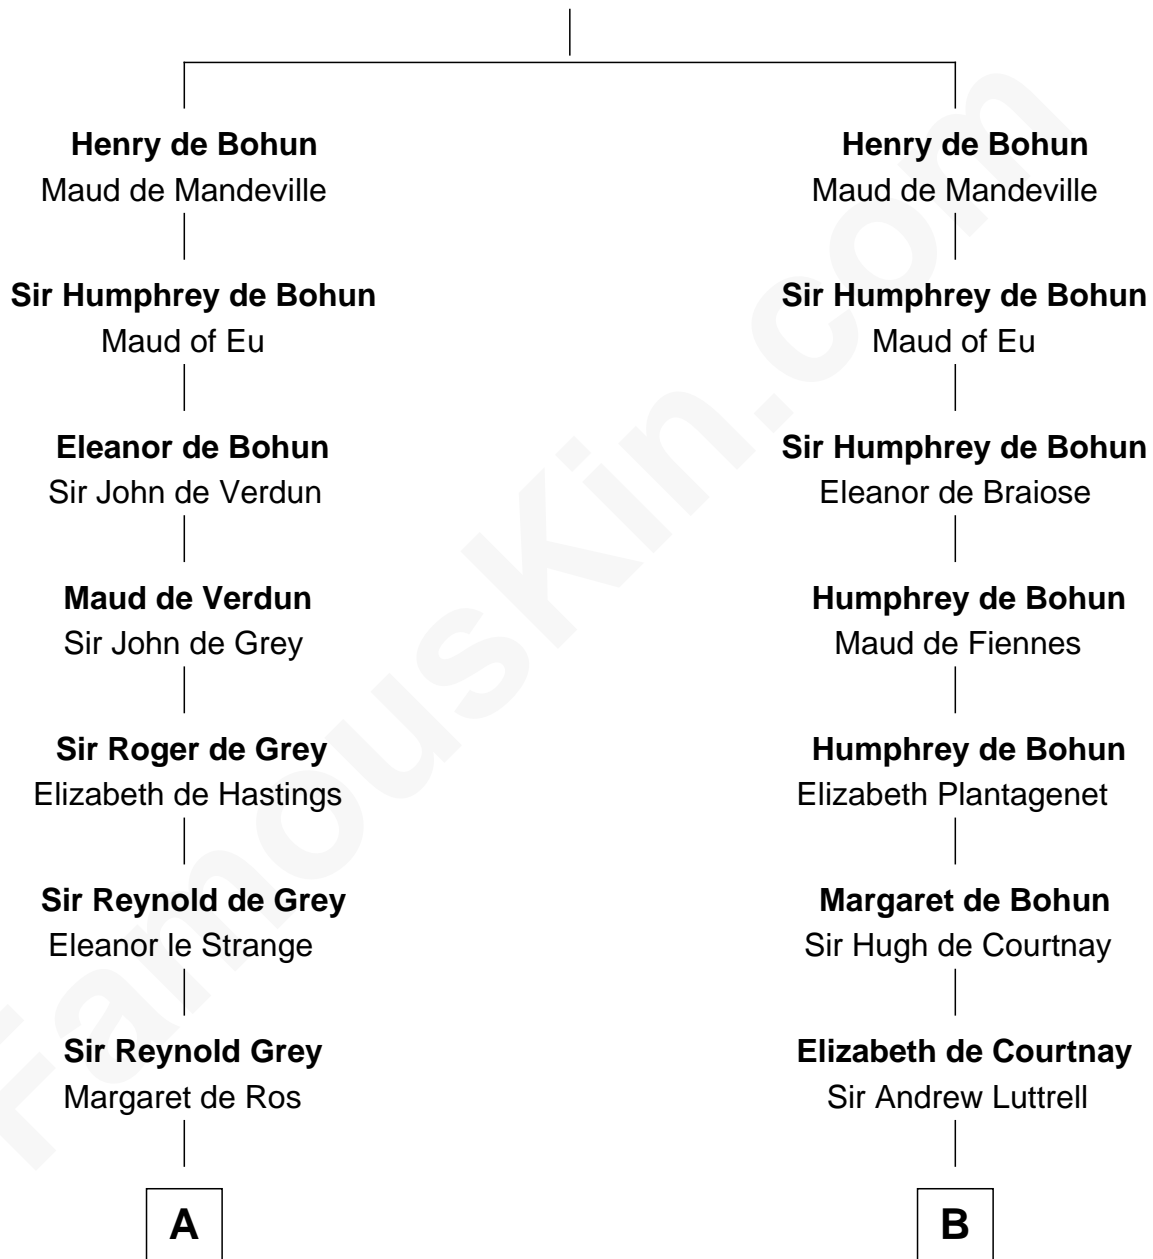 Henry de Bohun
Maud de Mandeville
Sir Humphrey de Bohun
Maud of Eu
Eleanor de Bohun
Sir John de Verdun
Maud de Verdun
Sir John de Grey
Sir Roger de Grey
Elizabeth de Hastings
Sir Reynold de Grey
Eleanor le Strange
Sir Reynold Grey
Margaret de Ros
A
Henry de Bohun
Maud de Mandeville
Sir Humphrey de Bohun
Maud of Eu
Sir Humphrey de Bohun
Eleanor de Braiose
Humphrey de Bohun
Maud de Fiennes
Humphrey de Bohun
Elizabeth Plantagenet
Margaret de Bohun
Sir Hugh de Courtnay
Elizabeth de Courtnay
Sir Andrew Luttrell
B
FamousKin.com